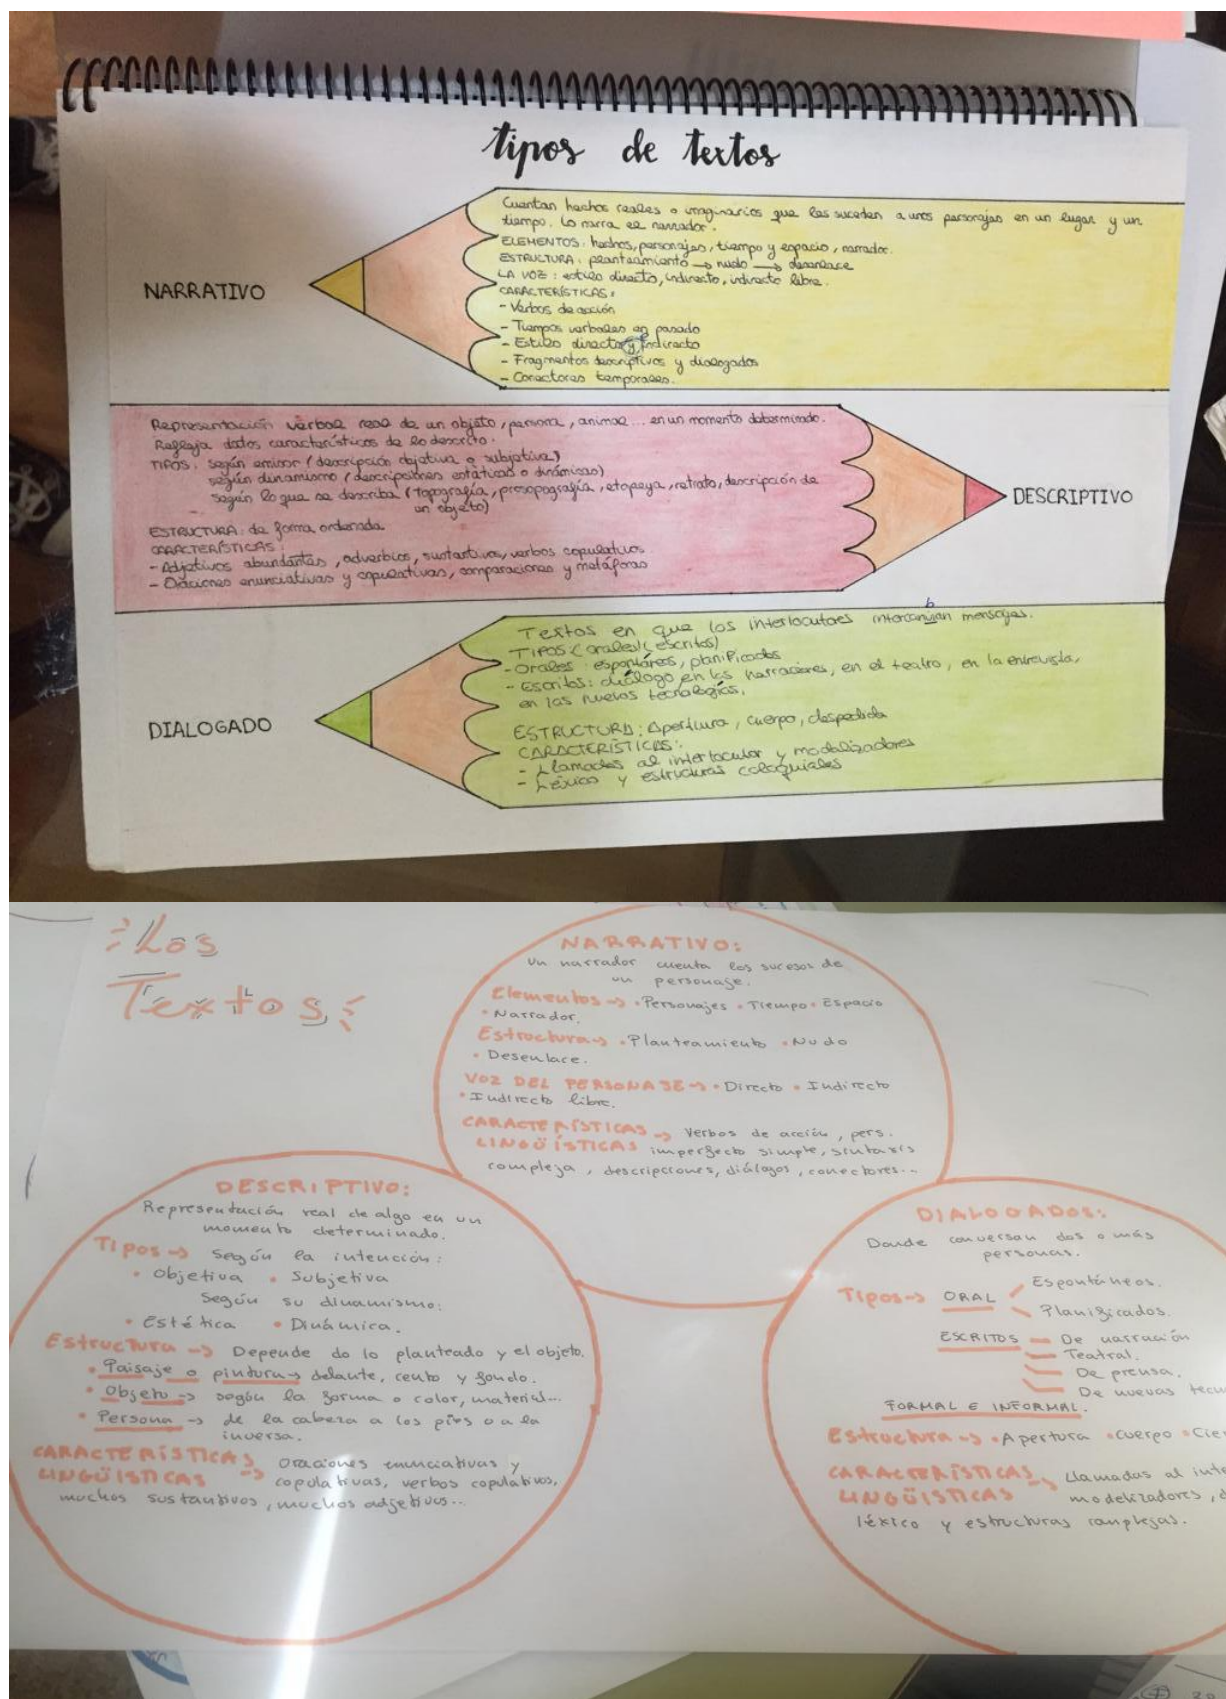 tipos de textos
NARRATIVO
Cuentan hechos reales o imaginarios que les suceden a unos personajes en un lugar y un
tiempo. Lo narra el narrador.
ELEMENTOS: hechos, personajes, tiempo y espacio, narrador.
ESTRUCTURA: planteamiento → nudo → desenlace
LA VOZ: estilo directo, indirecto, indirecto libre.
CARACTERÍSTICAS:
- Verbos de acción
- Tiempos verbales en pasado
- Estilo directo y indirecto
- Fragmentos descriptivos y dialogados
- Conectores temporales.
Representación verbal real de un objeto, persona, animal... en un momento determinado.
Refleja datos característicos de lo descrito.
TIPOS: según emisor (descripción objetiva o subjetiva)
según dinamismo (descripciones estáticas o dinámicas)
según lo que se describa (topografía, prosopografía, etopeya, retrato, descripción de
un objeto)
ESTRUCTURA: de forma ordenada
CARACTERÍSTICAS:
- Adjetivos abundantes, adverbios, sustantivos, verbos copulativos
- Oraciones enunciativas y copulativas, comparaciones y metáforas
DESCRIPTIVO
DIALOGADO
Textos en que los interlocutores intercambian mensajes.
TIPOS (orales) (escritos)
- Orales: espontáneos, planificados
- Escritos: diálogo en las narraciones, en el teatro, en la entrevista,
en las nuevas tecnologías.
ESTRUCTURA: Apertura, cuerpo, despedida
CARACTERÍSTICAS:
- Llamadas al interlocutor y modalizadores
- Léxico y estructuras coloquiales
Los
Textos
NARRATIVO:
Un narrador cuenta los sucesos de
un personaje.
Elementos → • Personajes • Tiempo • Espacio
• Narrador.
Estructura → • Planteamiento • Nudo
• Desenlace.
VOZ DEL PERSONAJE → • Directo • Indirecto
• Indirecto libre.
CARACTERÍSTICAS
LINGÜÍSTICAS → Verbos de acción, pers.
imperfecto simple, sintaxis
compleja, descripciones, diálogos, conectores...
DESCRIPTIVO:
Representación real de algo en un
momento determinado.
Tipos → Según la intención:
• Objetiva • Subjetiva
Según su dinamismo:
• Estética • Dinámica.
Estructura → Depende do lo planteado y el objeto.
• Paisaje o pintura → delante, cento y fondo.
• Objeto → según la forma o color, material...
• Persona → de la cabeza a los pies o a la
inversa.
CARACTERÍSTICAS
LINGÜISTICAS → Oraciones enunciativas y
copulativas, verbos copulativos,
muchos sustantivos, muchos adjetivos...
DIALOGADOS:
Donde conversan dos o más
personas.
Tipos → ORAL Espontáneos.
Planificados.
ESCRITOS De narración
Teatral.
De prensa.
De nuevas tecn
FORMAL E INFORMAL.
Estructura → • Apertura • Cuerpo • Cier
CARACTERÍSTICAS
LINGÜISTICAS → Llamadas al inte
modelizadores, d
léxico y estructuras complejas.